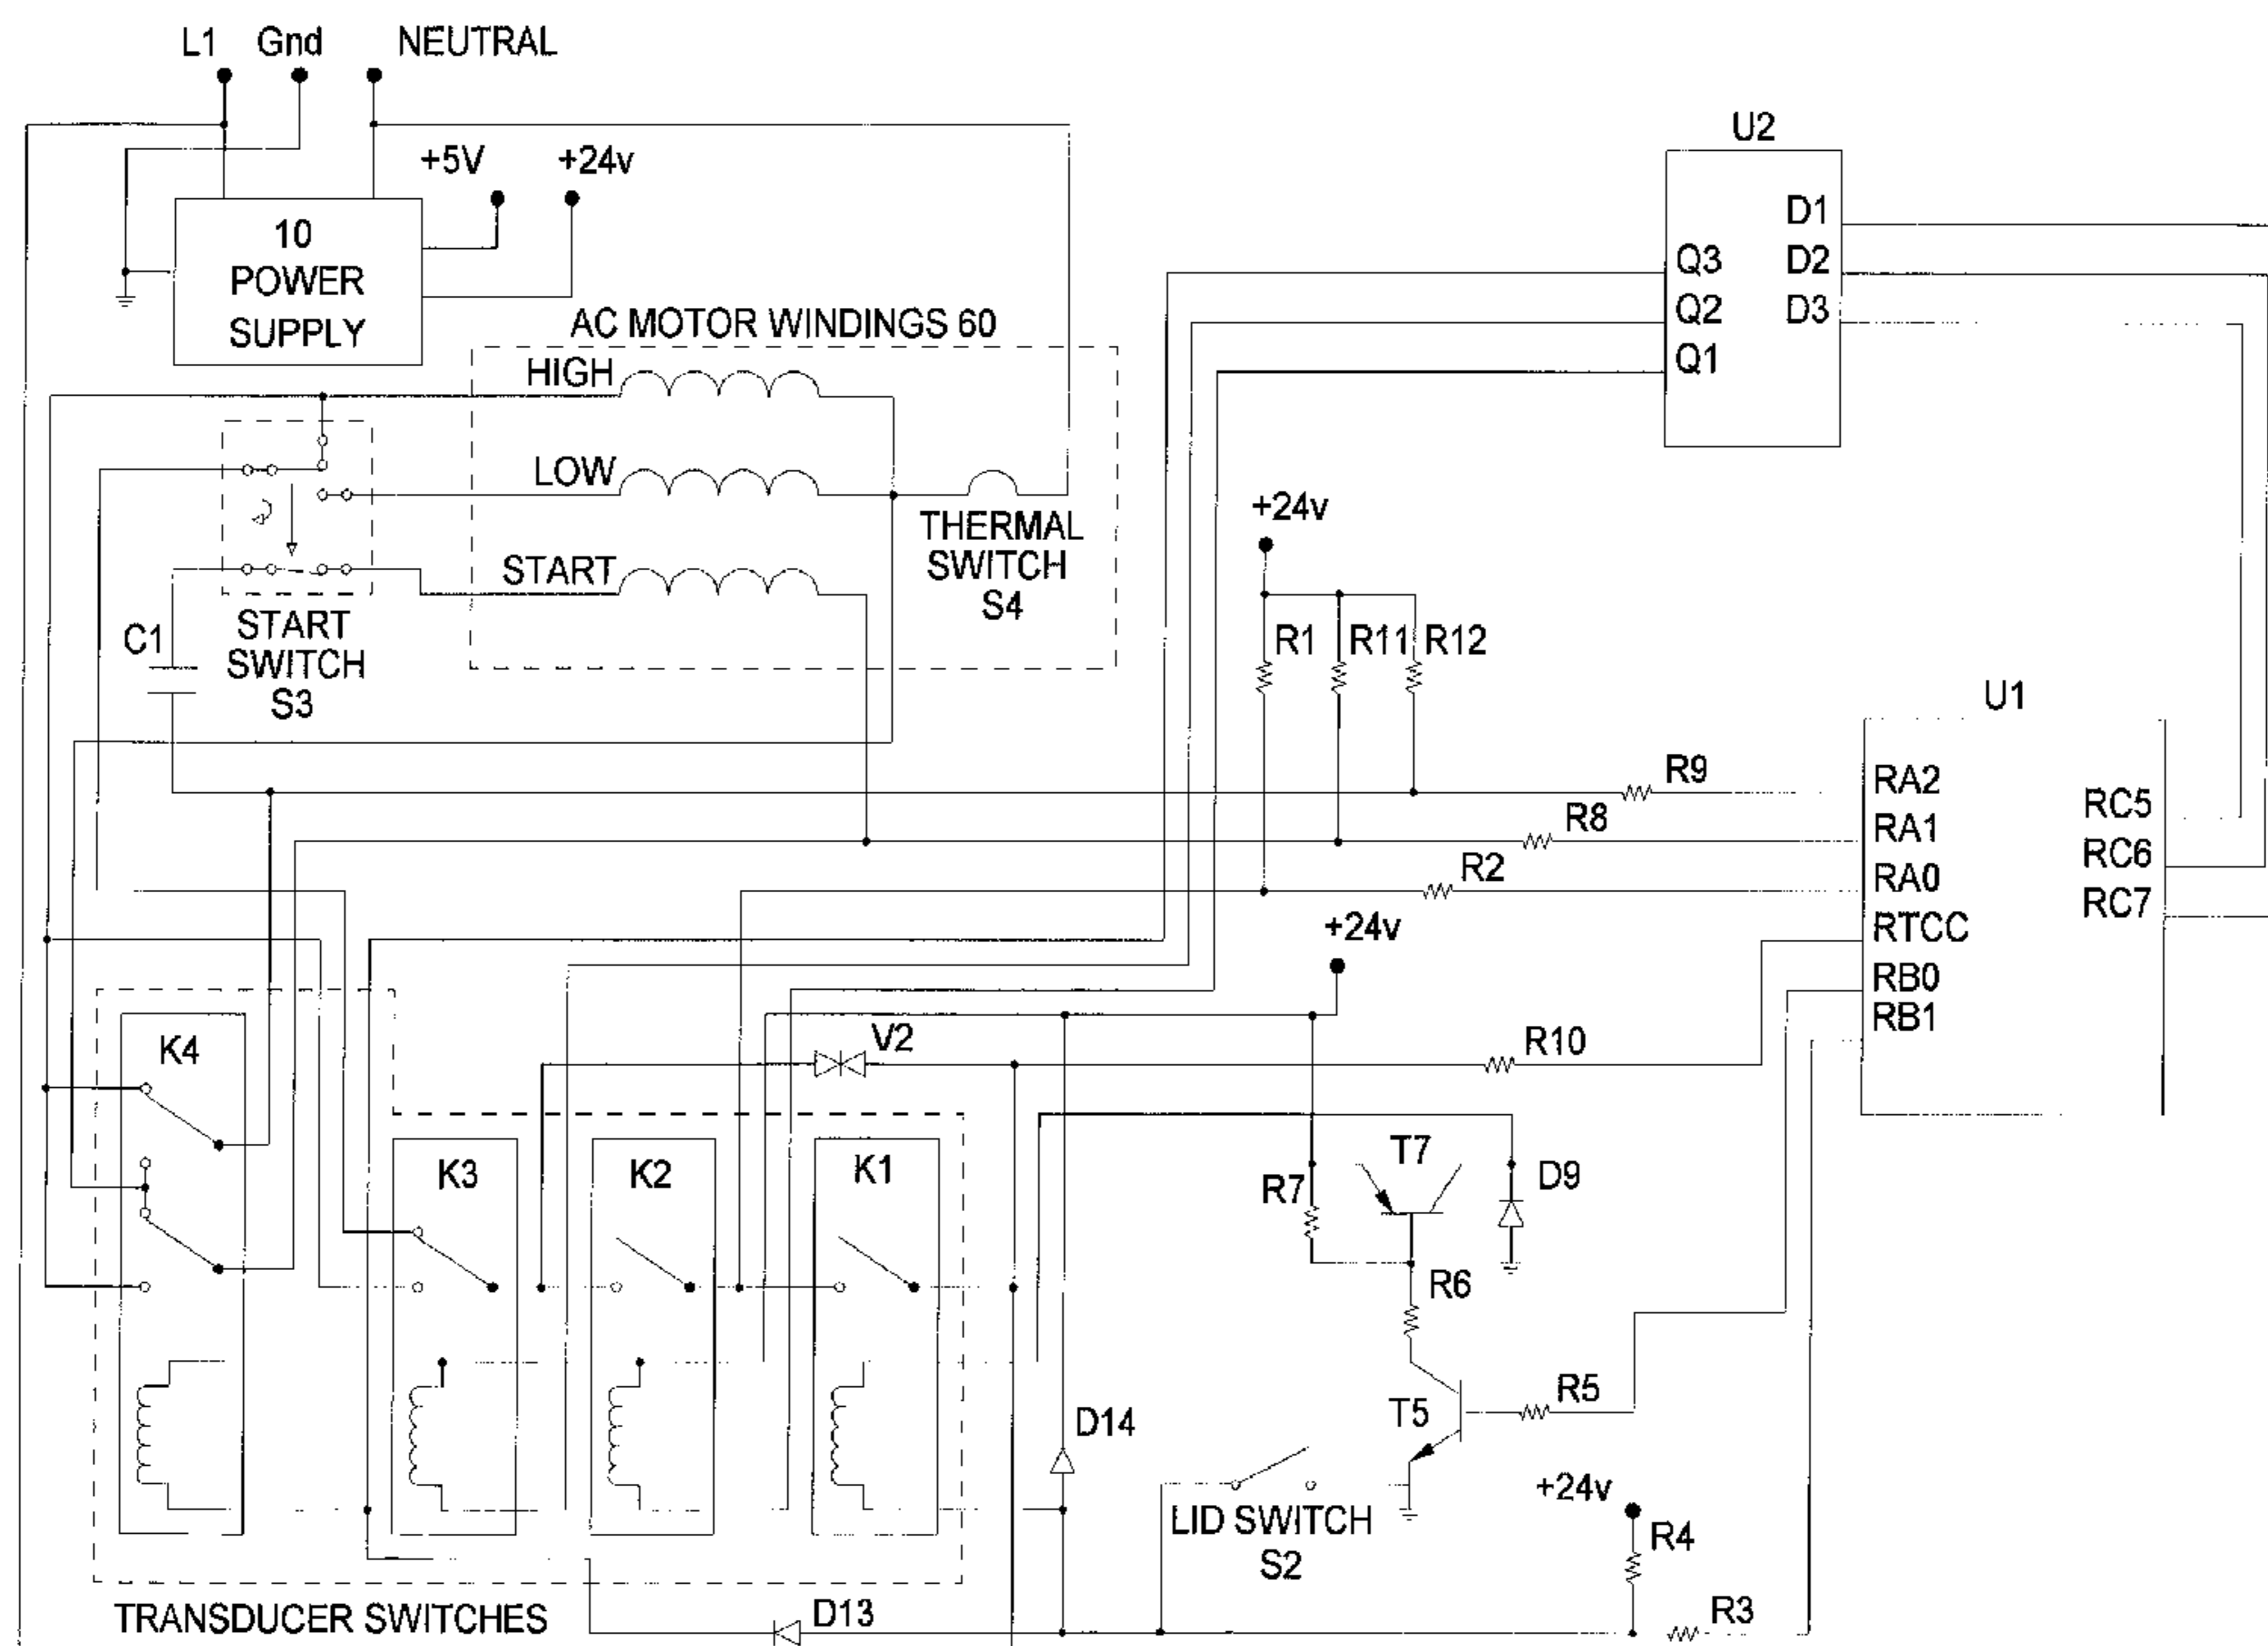 L1 Gnd NEUTRAL
+5V +24v
10
POWER
SUPPLY
U2
D1
D2
D3
Q3
Q2
Q1
AC MOTOR WINDINGS 60
HIGH
LOW
START
THERMAL
SWITCH
S4
START
SWITCH
S3
C1
+24v
R1 R11 R12
U1
RA2
RA1
RA0
RTCC
RB0
RB1
RC5
RC6
RC7
R9
R8
R2
+24v
V2
R10
K4
K3
K2
K1
R7
T7
D9
R6
R5
T5
D14
LID SWITCH
S2
+24v
R4
R3
D13
TRANSDUCER SWITCHES